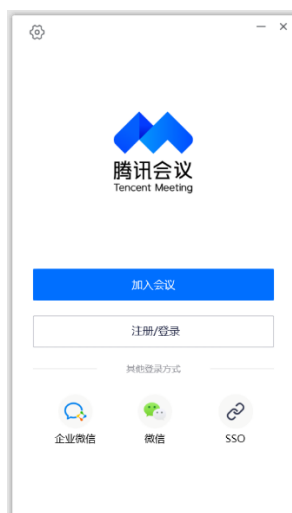 腾讯会议
Tencent Meeting
加入会议
注册/登录
其他登录方式
企业微信
微信
SSO